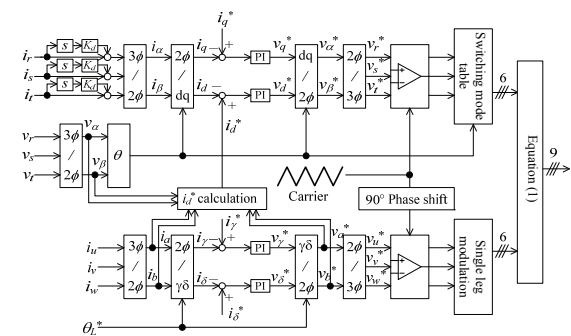 i_q*
s K_d
i_r 3ϕ / 2ϕ i_α 2ϕ / dq i_q − + PI v_q* dq / 2ϕ v_α* 2ϕ / 3ϕ v_r* + − Switching mode table 6
s K_d
i_s v_s*
s K_d
i_t i_β i_d − + PI v_d* v_β* v_t*
i_d*
v_r 3ϕ / 2ϕ v_α θ
v_s
v_t v_β
Equation (1) 9
Carrier
i_d* calculation
90° Phase shift
i_γ*
i_u 3ϕ / 2ϕ i_a 2ϕ / γδ i_γ − + PI v_γ* γδ / 2ϕ v_a* 2ϕ / 3ϕ v_u* + − Single leg modulation 6
i_v v_v*
i_w i_b i_δ − + PI v_δ* v_b* v_w*
i_δ*
θ_L*